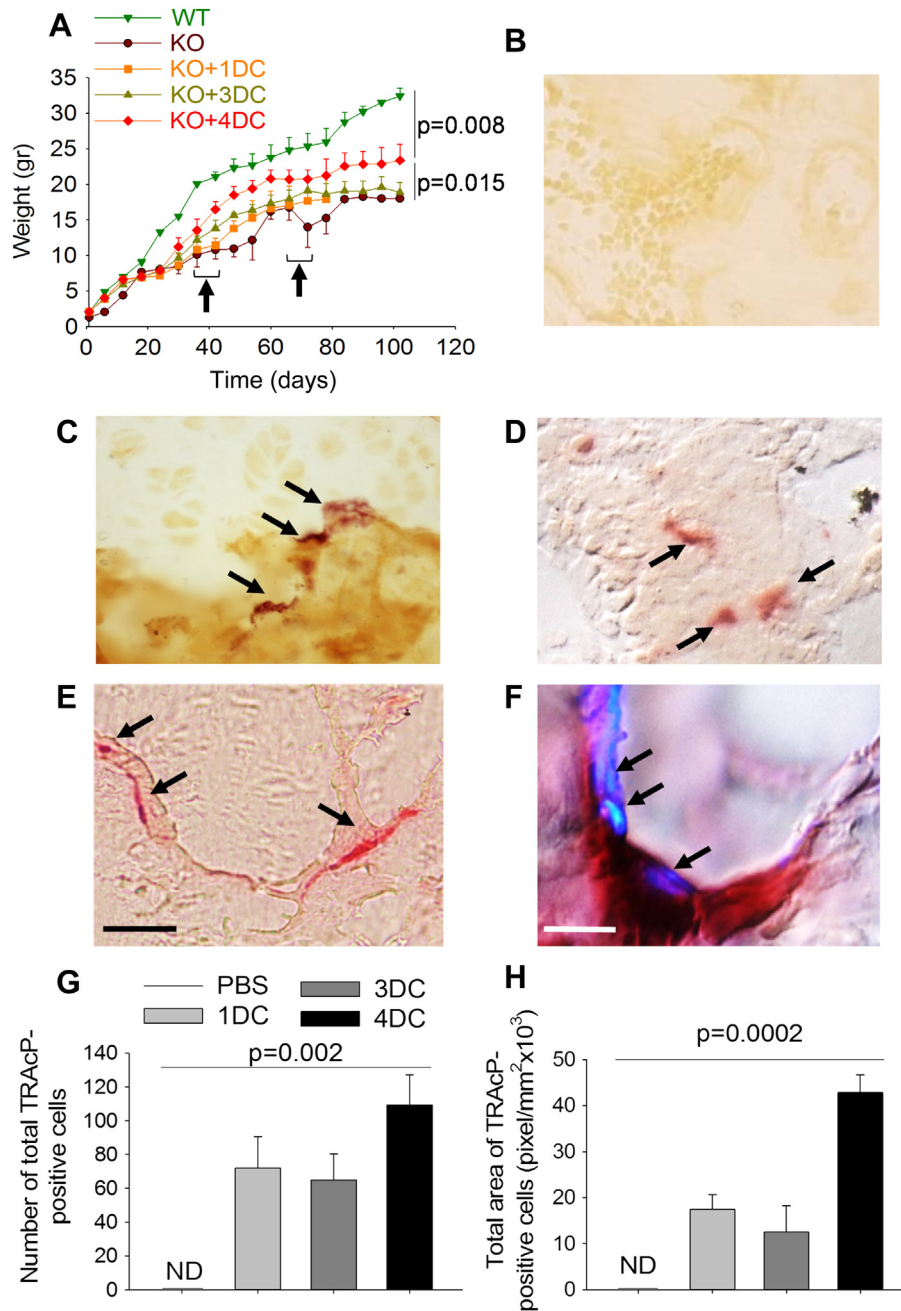 A
WT
KO
KO+1DC
KO+3DC
KO+4DC
35
30
25
20
15
10
5
0
Weight (gr)
p=0.008
p=0.015
0 20 40 60 80 100 120
Time (days)
B
C
D
E
F
G
PBS
1DC
3DC
4DC
p=0.002
140
120
100
80
60
40
20
0
Number of total TRAcP-
positive cells
ND
H
p=0.0002
50
40
30
20
10
0
Total area of TRAcP-
positive cells (pixel/mm²x10³)
ND